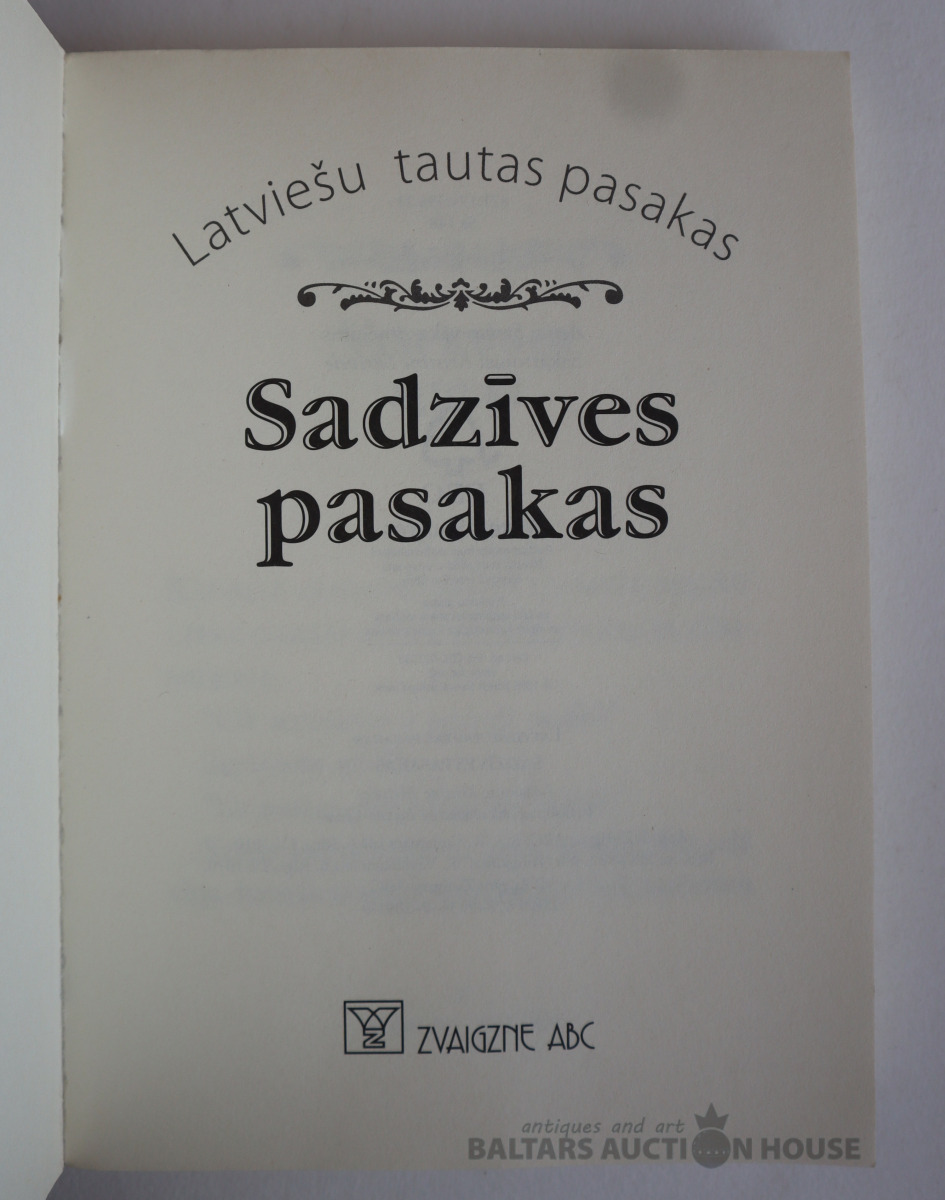 Latviešu tautas pasakas
Sadzīves
pasakas
ZVAIGZNE ABC
antiques and art
BALTARS AUCTION HOUSE